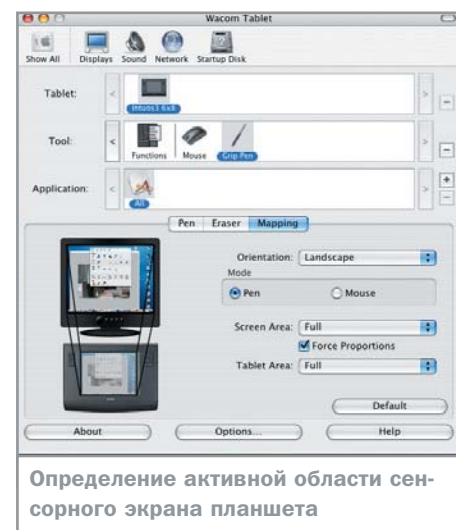 Wacom Tablet
Show All Displays Sound Network Startup Disk
Tablet:
Intuos3 6x8
Tool:
Functions Mouse Grip Pen
Application:
All
Pen Eraser Mapping
Orientation: Landscape
Mode
Pen Mouse
Screen Area: Full
Force Proportions
Tablet Area: Full
Default
About Options... Help
Определение активной области сен-
сорного экрана планшета